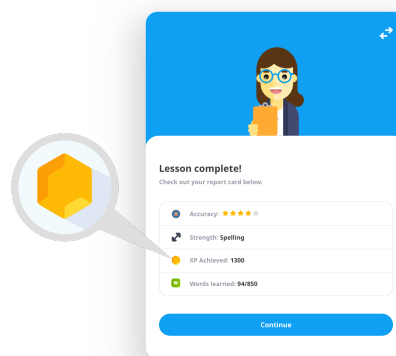 Lesson complete!
Check out your report card below.
Accuracy:
Strength: Spelling
XP Achieved: 1300
Words learned: 94/850
Continue